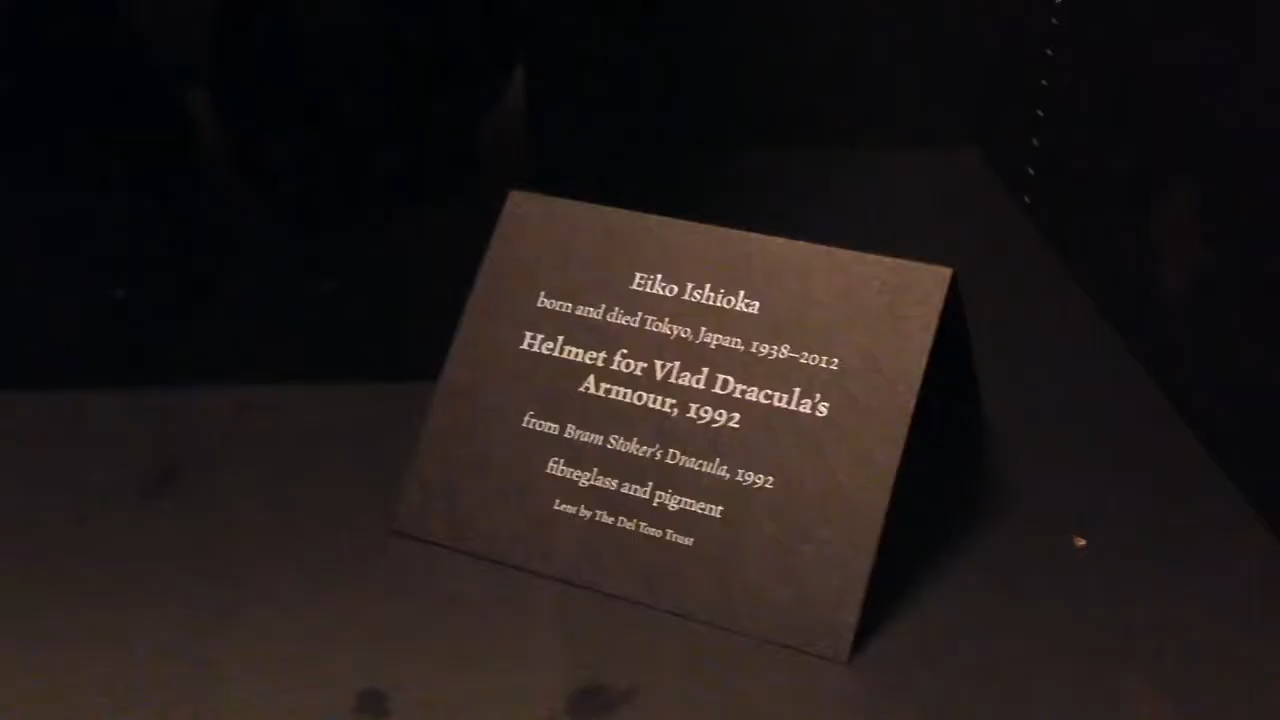 Eiko Ishioka
born and died Tokyo, Japan, 1938–2012
Helmet for Vlad Dracula's
Armour, 1992
from Bram Stoker's Dracula, 1992
fibreglass and pigment
Lent by The Del Toro Trust